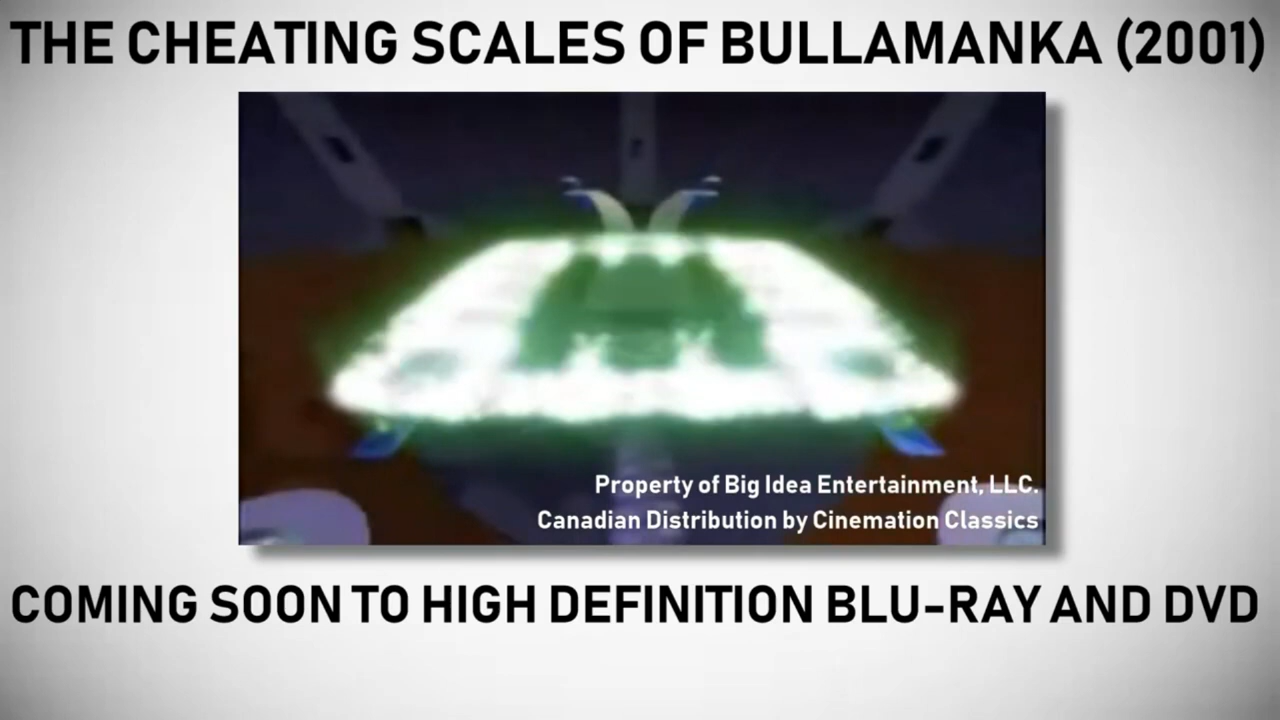 THE CHEATING SCALES OF BULLAMANKA (2001)
Property of Big Idea Entertainment, LLC.
Canadian Distribution by Cinemation Classics
COMING SOON TO HIGH DEFINITION BLU-RAY AND DVD